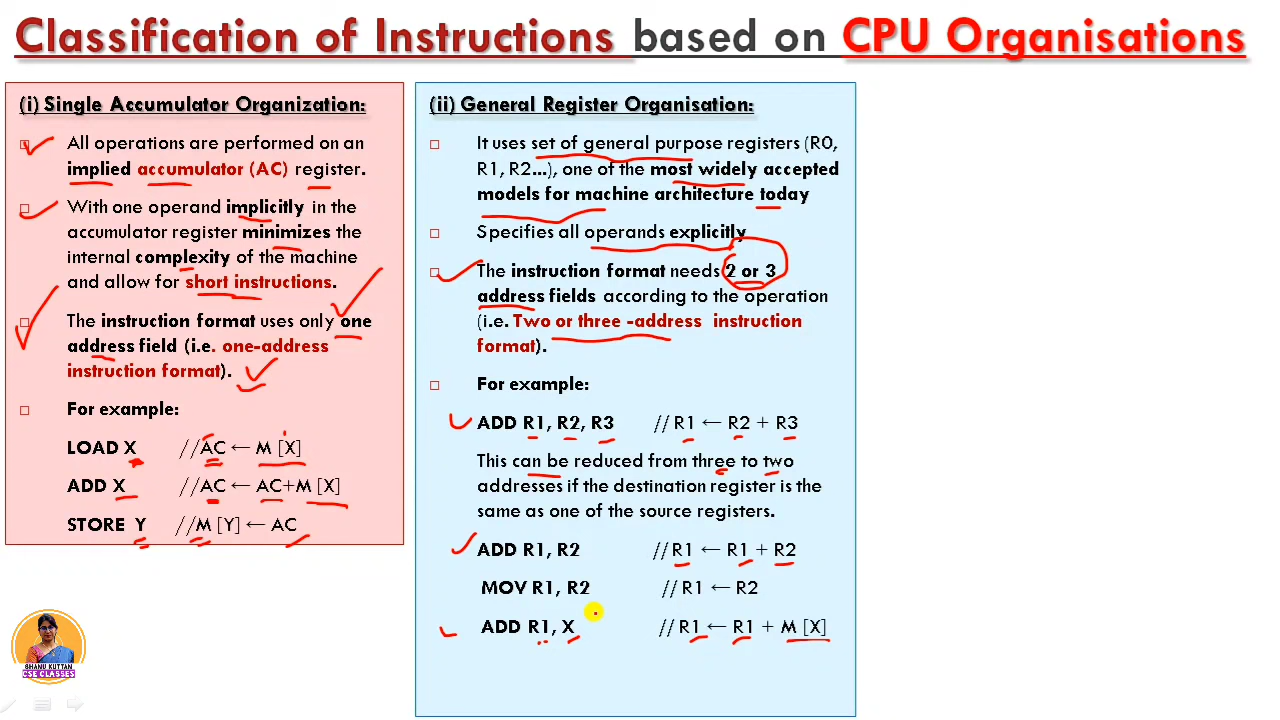 Classification of Instructions based on CPU Organisations
(i) Single Accumulator Organization:
All operations are performed on an
implied accumulator (AC) register.
With one operand implicitly in the
accumulator register minimizes the
internal complexity of the machine
and allow for short instructions.
The instruction format uses only one
address field (i.e. one-address
instruction format).
For example:
LOAD X //AC ← M [X]
ADD X //AC ← AC+M [X]
STORE Y //M [Y] ← AC
(ii) General Register Organisation:
It uses set of general purpose registers (R0,
R1, R2...), one of the most widely accepted
models for machine architecture today
Specifies all operands explicitly
The instruction format needs 2 or 3
address fields according to the operation
(i.e. Two or three -address instruction
format).
For example:
ADD R1, R2, R3 // R1 ← R2 + R3
This can be reduced from three to two
addresses if the destination register is the
same as one of the source registers.
ADD R1, R2 // R1 ← R1 + R2
MOV R1, R2 // R1 ← R2
ADD R1, X // R1 ← R1 + M [X]
BHANU KUTTAN
CSE CLASSES